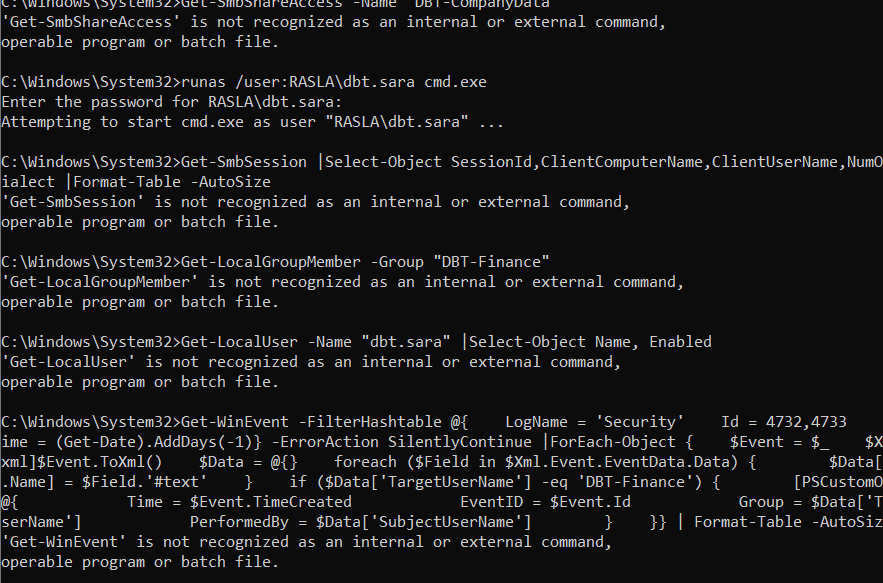 C:\Windows\System32>Get-SmbShareAccess -Name "DBT-CompanyData"
'Get-SmbShareAccess' is not recognized as an internal or external command,
operable program or batch file.
C:\Windows\System32>runas /user:RASLA\dbt.sara cmd.exe
Enter the password for RASLA\dbt.sara:
Attempting to start cmd.exe as user "RASLA\dbt.sara" ...
C:\Windows\System32>Get-SmbSession |Select-Object SessionId,ClientComputerName,ClientUserName,NumO
ialect |Format-Table -AutoSize
'Get-SmbSession' is not recognized as an internal or external command,
operable program or batch file.
C:\Windows\System32>Get-LocalGroupMember -Group "DBT-Finance"
'Get-LocalGroupMember' is not recognized as an internal or external command,
operable program or batch file.
C:\Windows\System32>Get-LocalUser -Name "dbt.sara" |Select-Object Name, Enabled
'Get-LocalUser' is not recognized as an internal or external command,
operable program or batch file.
C:\Windows\System32>Get-WinEvent -FilterHashtable @{    LogName = 'Security'    Id = 4732,4733
ime = (Get-Date).AddDays(-1)} -ErrorAction SilentlyContinue |ForEach-Object {    $Event = $_    $X
xml]$Event.ToXml()    $Data = @{}    foreach ($Field in $Xml.Event.EventData.Data) {        $Data[
.Name] = $Field.'#text'    }    if ($Data['TargetUserName'] -eq 'DBT-Finance') {        [PSCustomO
@{            Time = $Event.TimeCreated            EventID = $Event.Id            Group = $Data['T
serName']            PerformedBy = $Data['SubjectUserName']        }    }} | Format-Table -AutoSiz
'Get-WinEvent' is not recognized as an internal or external command,
operable program or batch file.